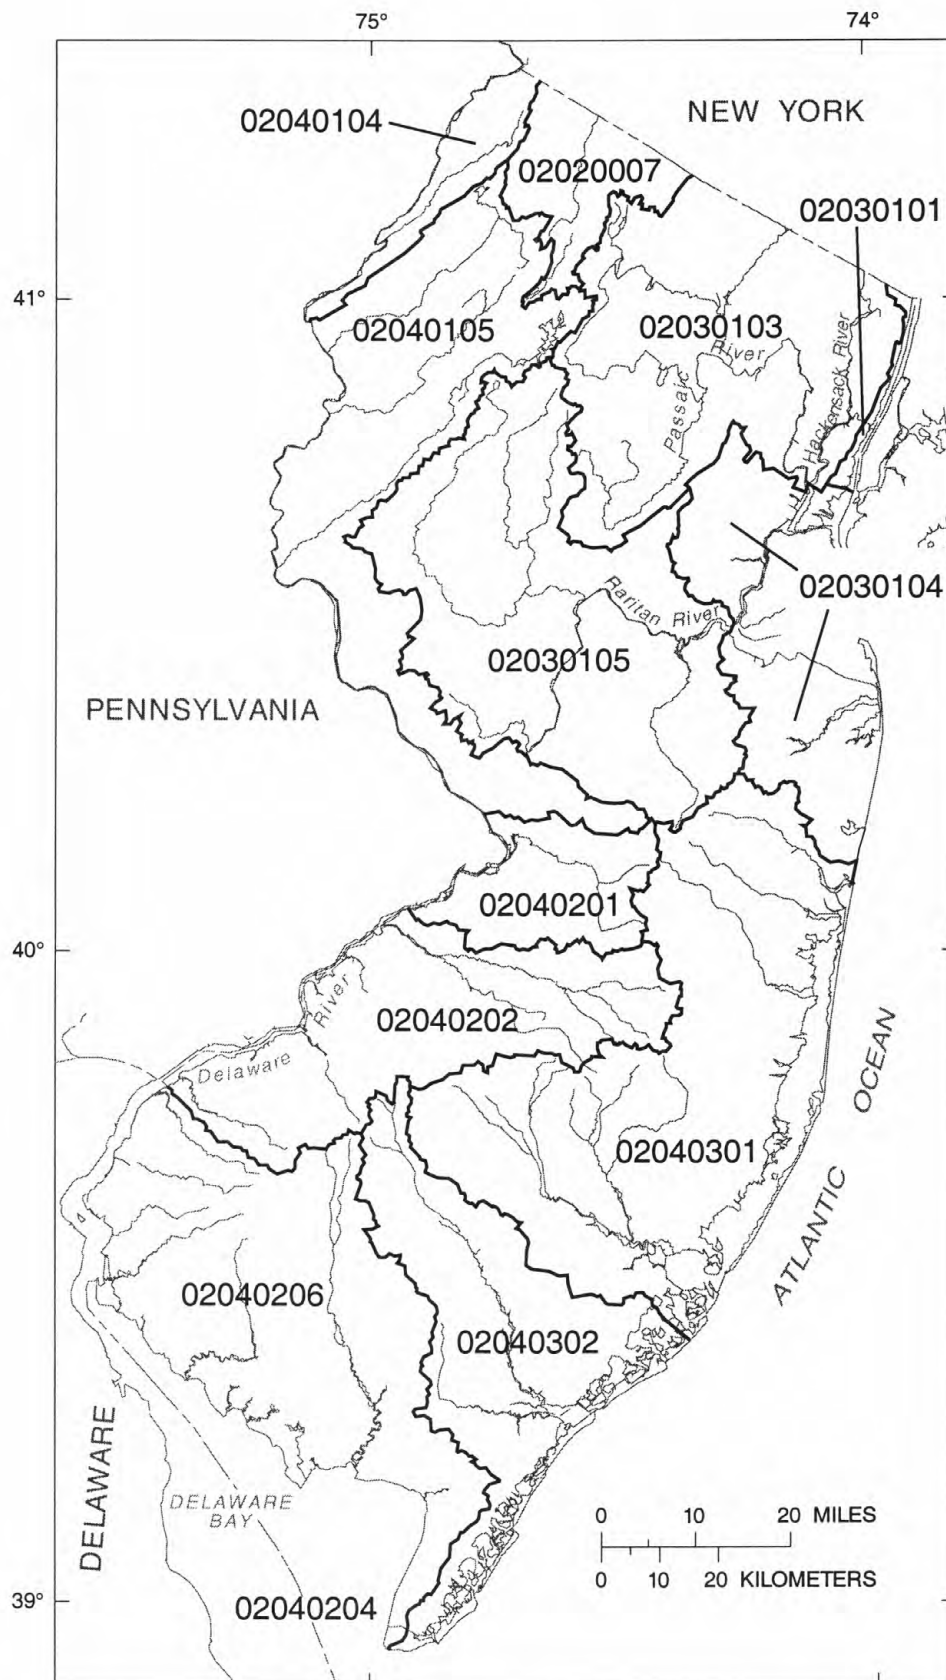 75°
74°
NEW YORK
02040104
02020007
02030101
41°
02040105
02030103
River
Passaic
Hackensack River
02030104
Raritan River
02030105
PENNSYLVANIA
02040201
40°
02040202
River
Delaware
OCEAN
ATLANTIC
02040301
02040206
02040302
DELAWARE
DELAWARE
BAY
0 10 20 MILES
0 10 20 KILOMETERS
39°
02040204